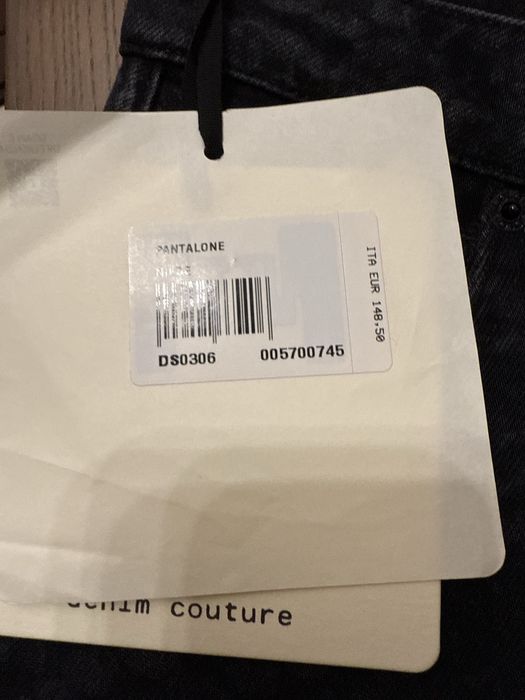 PANTALONE
ITA EUR 148,50
DS0306 005700745
denim couture